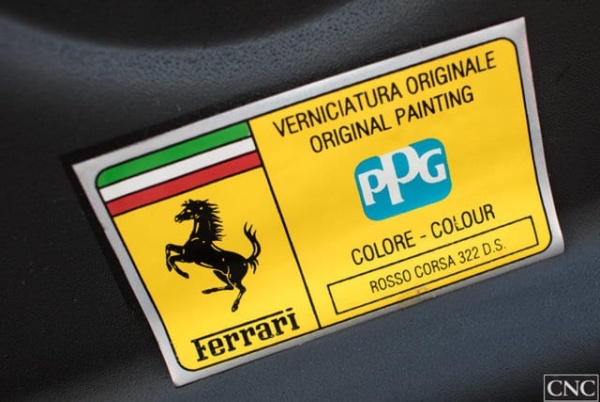 VERNICIATURA ORIGINALE
ORIGINAL PAINTING
PPG
COLORE - COLOUR
ROSSO CORSA 322 D.S.
Ferrari
CNC